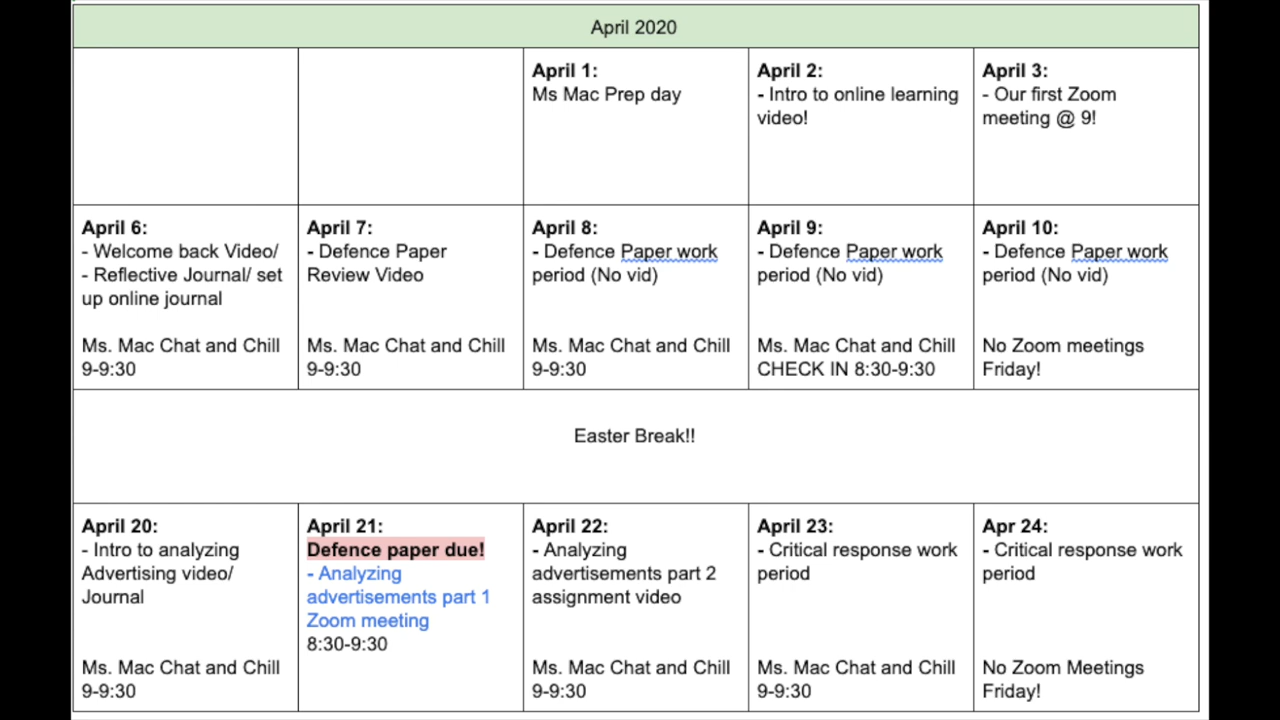 April 2020
April 1:
Ms Mac Prep day
April 2:
- Intro to online learning
video!
April 3:
- Our first Zoom
meeting @ 9!
April 6:
- Welcome back Video/
- Reflective Journal/ set
up online journal
Ms. Mac Chat and Chill
9-9:30
April 7:
- Defence Paper
Review Video
Ms. Mac Chat and Chill
9-9:30
April 8:
- Defence Paper work
period (No vid)
Ms. Mac Chat and Chill
9-9:30
April 9:
- Defence Paper work
period (No vid)
Ms. Mac Chat and Chill
CHECK IN 8:30-9:30
April 10:
- Defence Paper work
period (No vid)
No Zoom meetings
Friday!
Easter Break!!
April 20:
- Intro to analyzing
Advertising video/
Journal
Ms. Mac Chat and Chill
9-9:30
April 21:
Defence paper due!
- Analyzing
advertisements part 1
Zoom meeting
8:30-9:30
April 22:
- Analyzing
advertisements part 2
assignment video
Ms. Mac Chat and Chill
9-9:30
April 23:
- Critical response work
period
Ms. Mac Chat and Chill
9-9:30
Apr 24:
- Critical response work
period
No Zoom Meetings
Friday!